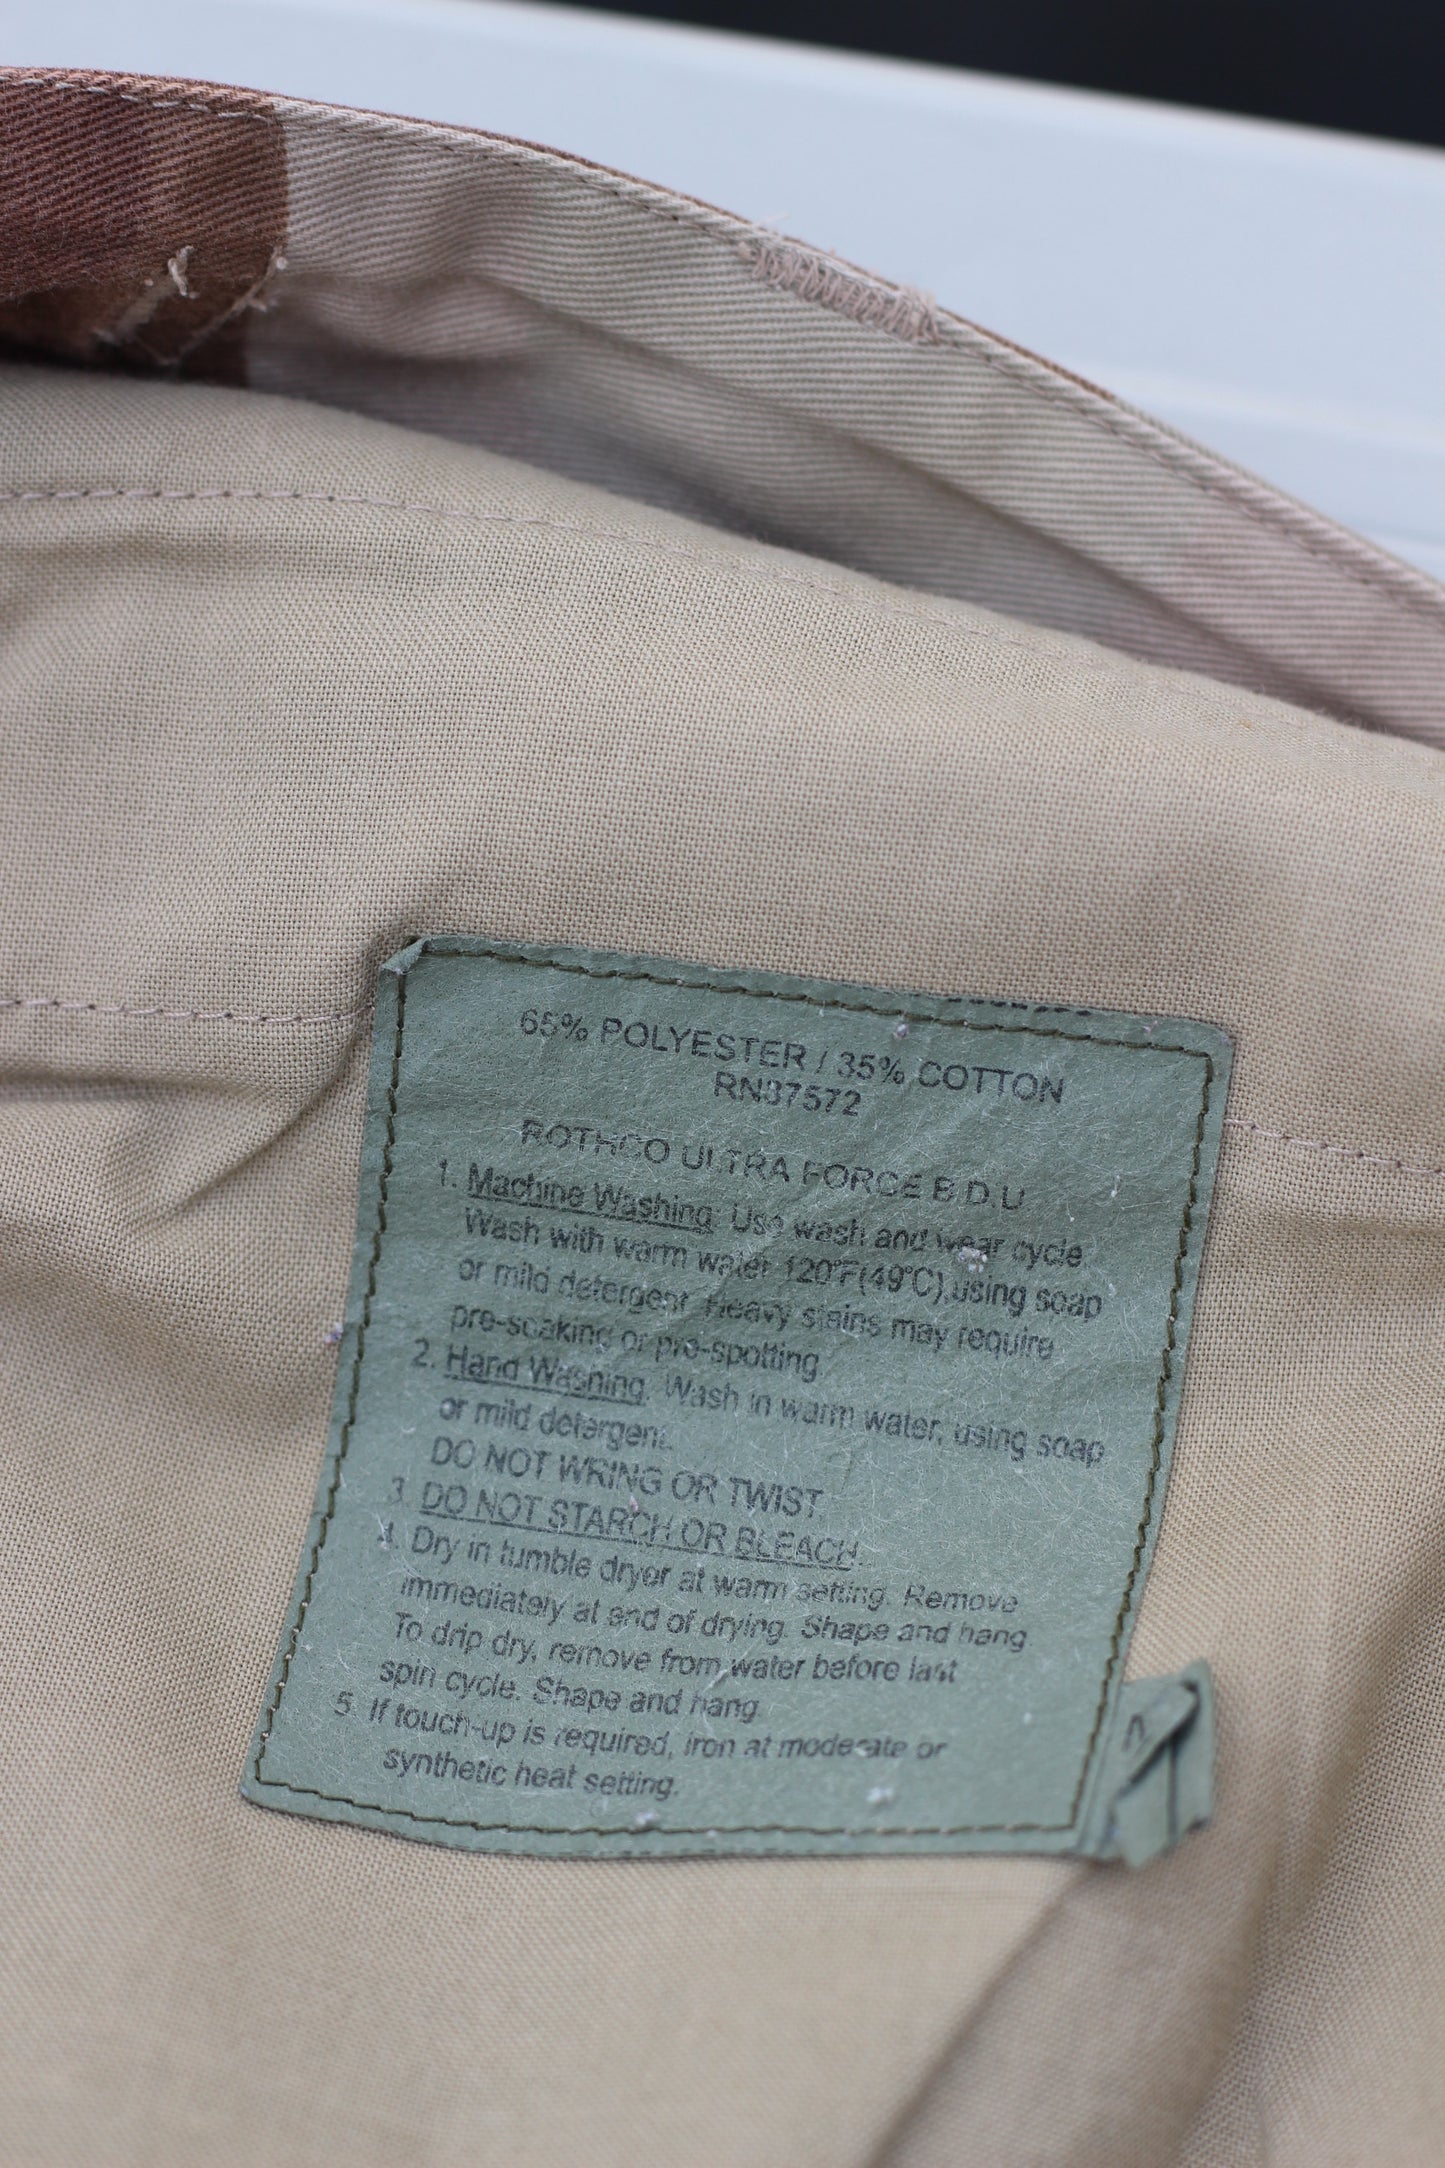 65% POLYESTER / 35% COTTON
RN37572
ROTHCO ULTRA FORCE B.D.U
1. Machine Washing: Use wash and wear cycle.
Wash with warm water 120°F(49°C),using soap
or mild detergent. Heavy stains may require
pre-soaking or pre-spotting.
2. Hand Washing. Wash in warm water, using soap
or mild detergent.
DO NOT WRING OR TWIST.
3. DO NOT STARCH OR BLEACH.
4. Dry in tumble dryer at warm setting. Remove
immediately at end of drying. Shape and hang.
To drip dry, remove from water before last
spin cycle. Shape and hang.
5. If touch-up is required, iron at moderate or
synthetic heat setting.